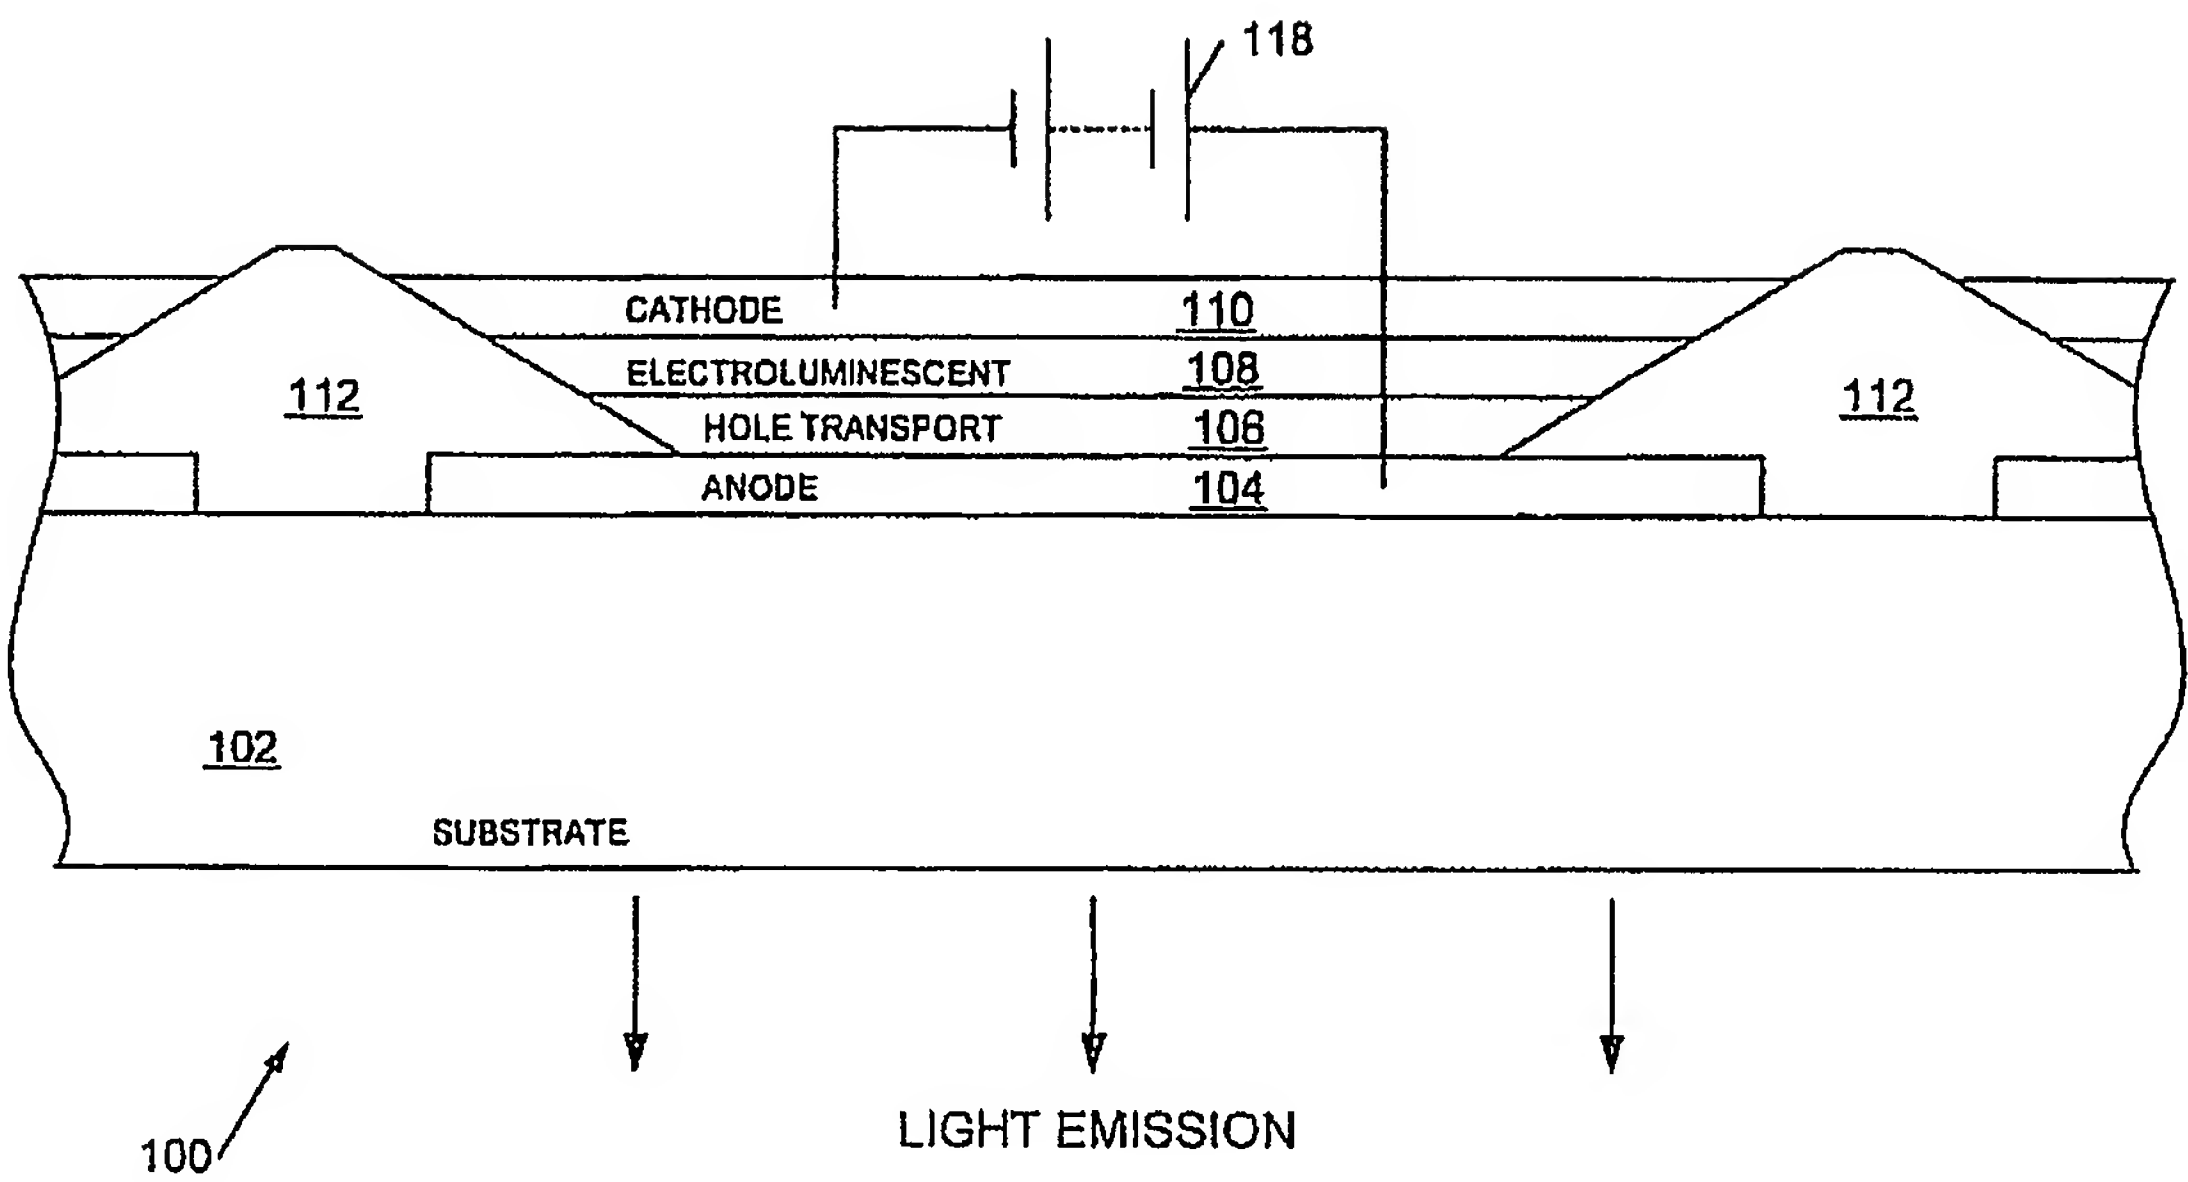 118
CATHODE 110
ELECTROLUMINESCENT 108
112
112
HOLE TRANSPORT 106
ANODE 104
102
SUBSTRATE
LIGHT EMISSION
100